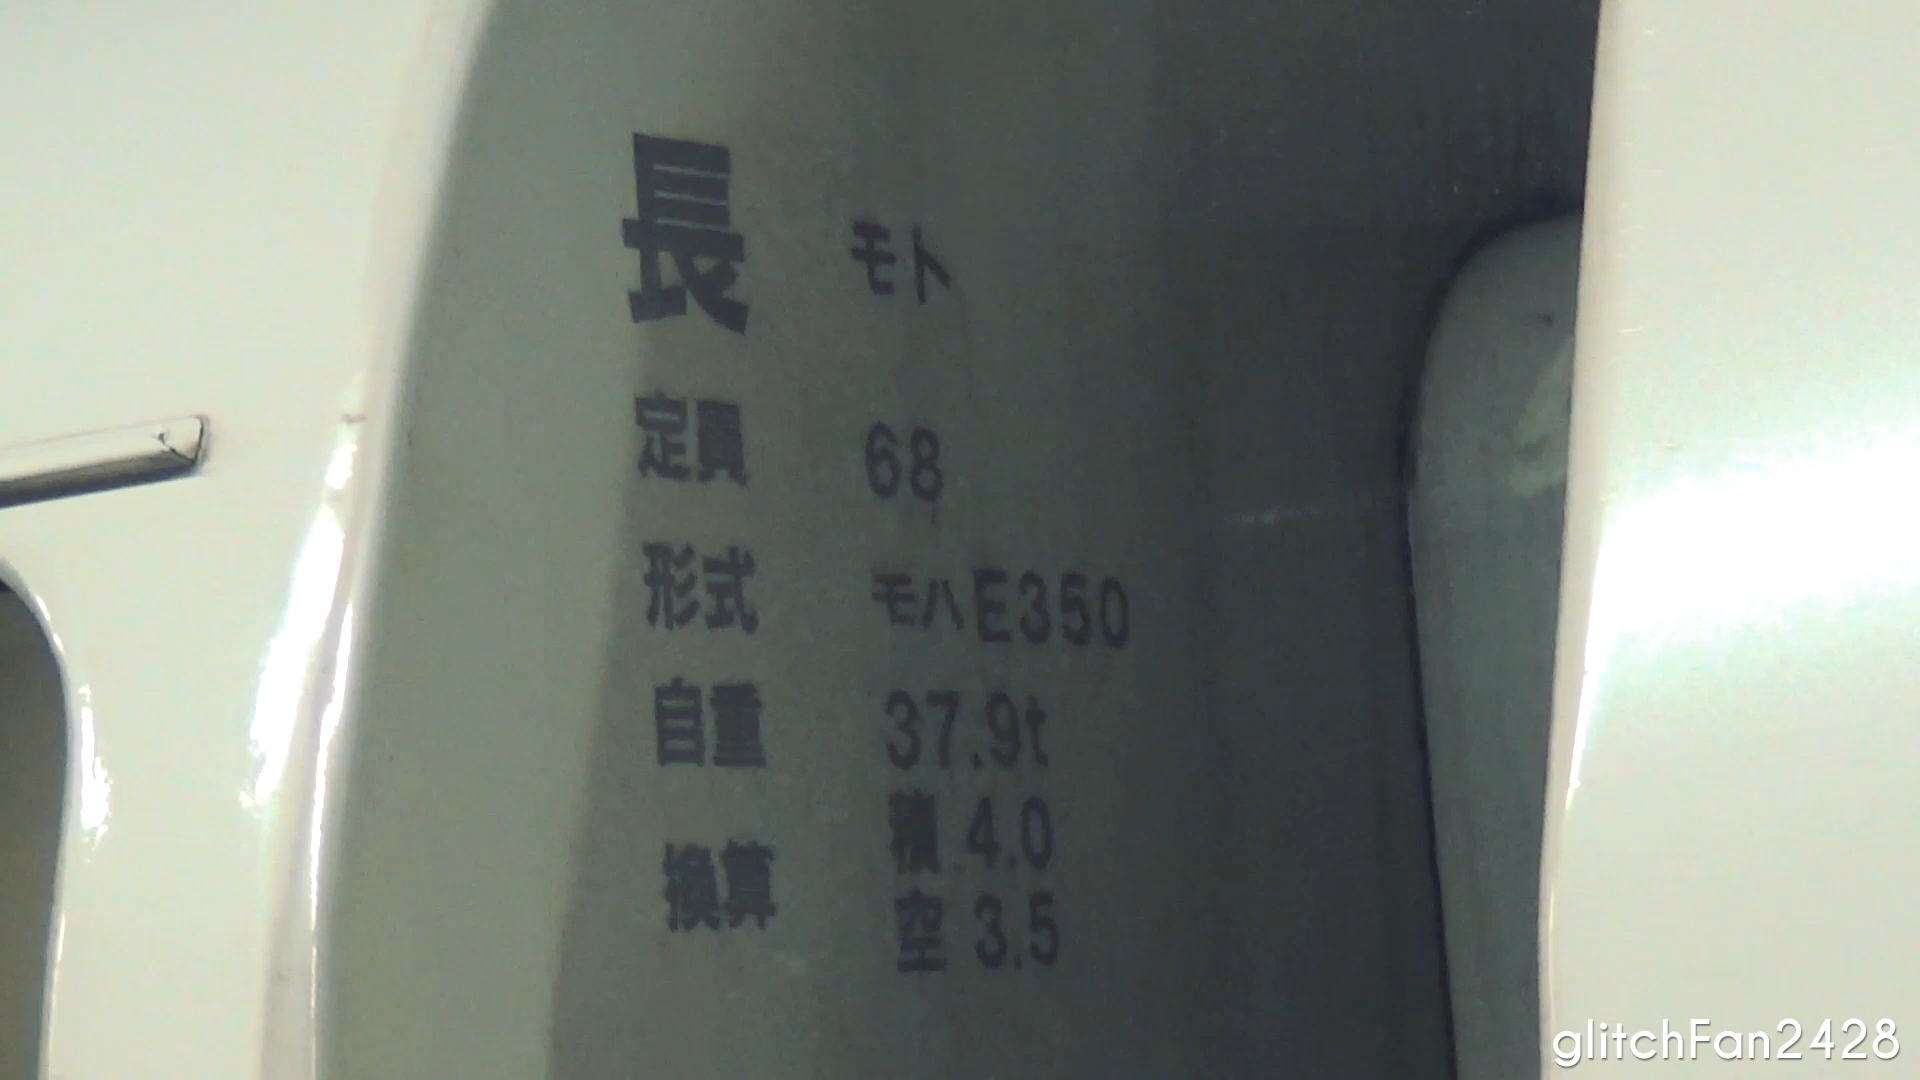 長 モト
定員 68
形式 モハE350
自重 37.9t
換算 積 4.0
空 3.5
glitchFan2428